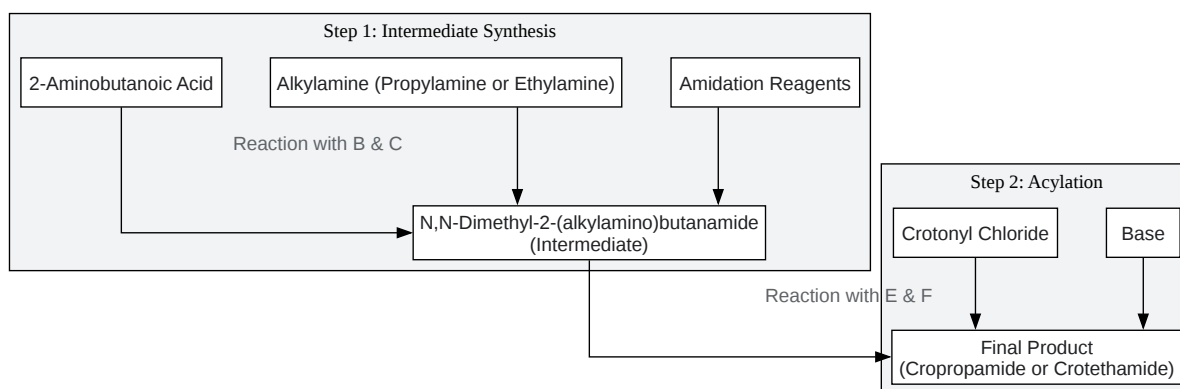 Step 1: Intermediate Synthesis
2-Aminobutanoic Acid
Alkylamine (Propylamine or Ethylamine)
Amidation Reagents
Reaction with B & C
N,N-Dimethyl-2-(alkylamino)butanamide
(Intermediate)
Step 2: Acylation
Crotonyl Chloride
Base
Reaction with E & F
Final Product
(Cropropamide or Crotethamide)